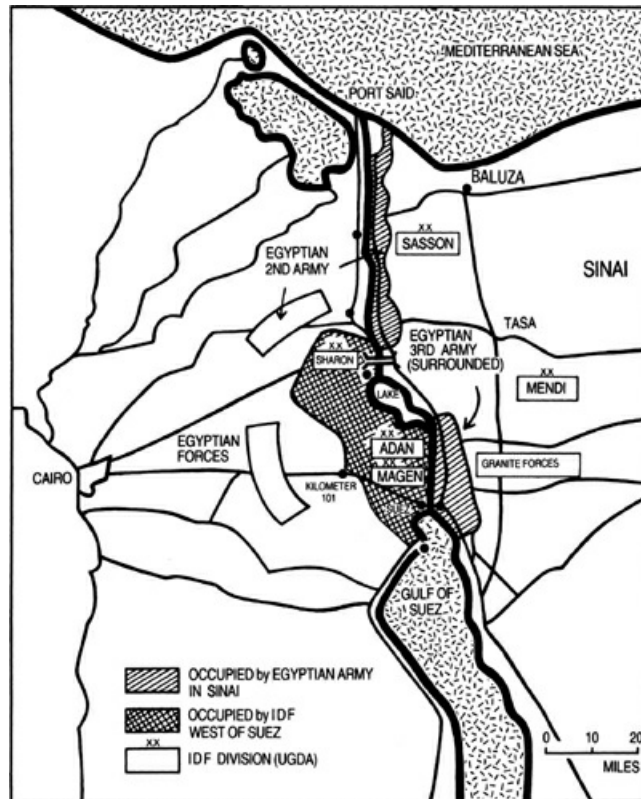 MEDITERRANEAN SEA
PORT SAID
BALUZA
XX
SASSON
EGYPTIAN
2ND ARMY
SINAI
TASA
EGYPTIAN
3RD ARMY
(SURROUNDED)
XX
SHARON
XX
MENDI
LAKE
EGYPTIAN
FORCES
XX
ADAN
XX
MAGEN
GRANITE FORCES
CAIRO
KILOMETER
101
SUEZ
GULF OF
SUEZ
OCCUPIED by EGYPTIAN ARMY
IN SINAI
OCCUPIED by IDF
WEST OF SUEZ
XX
IDF DIVISION (UGDA)
0 10 20
MILES